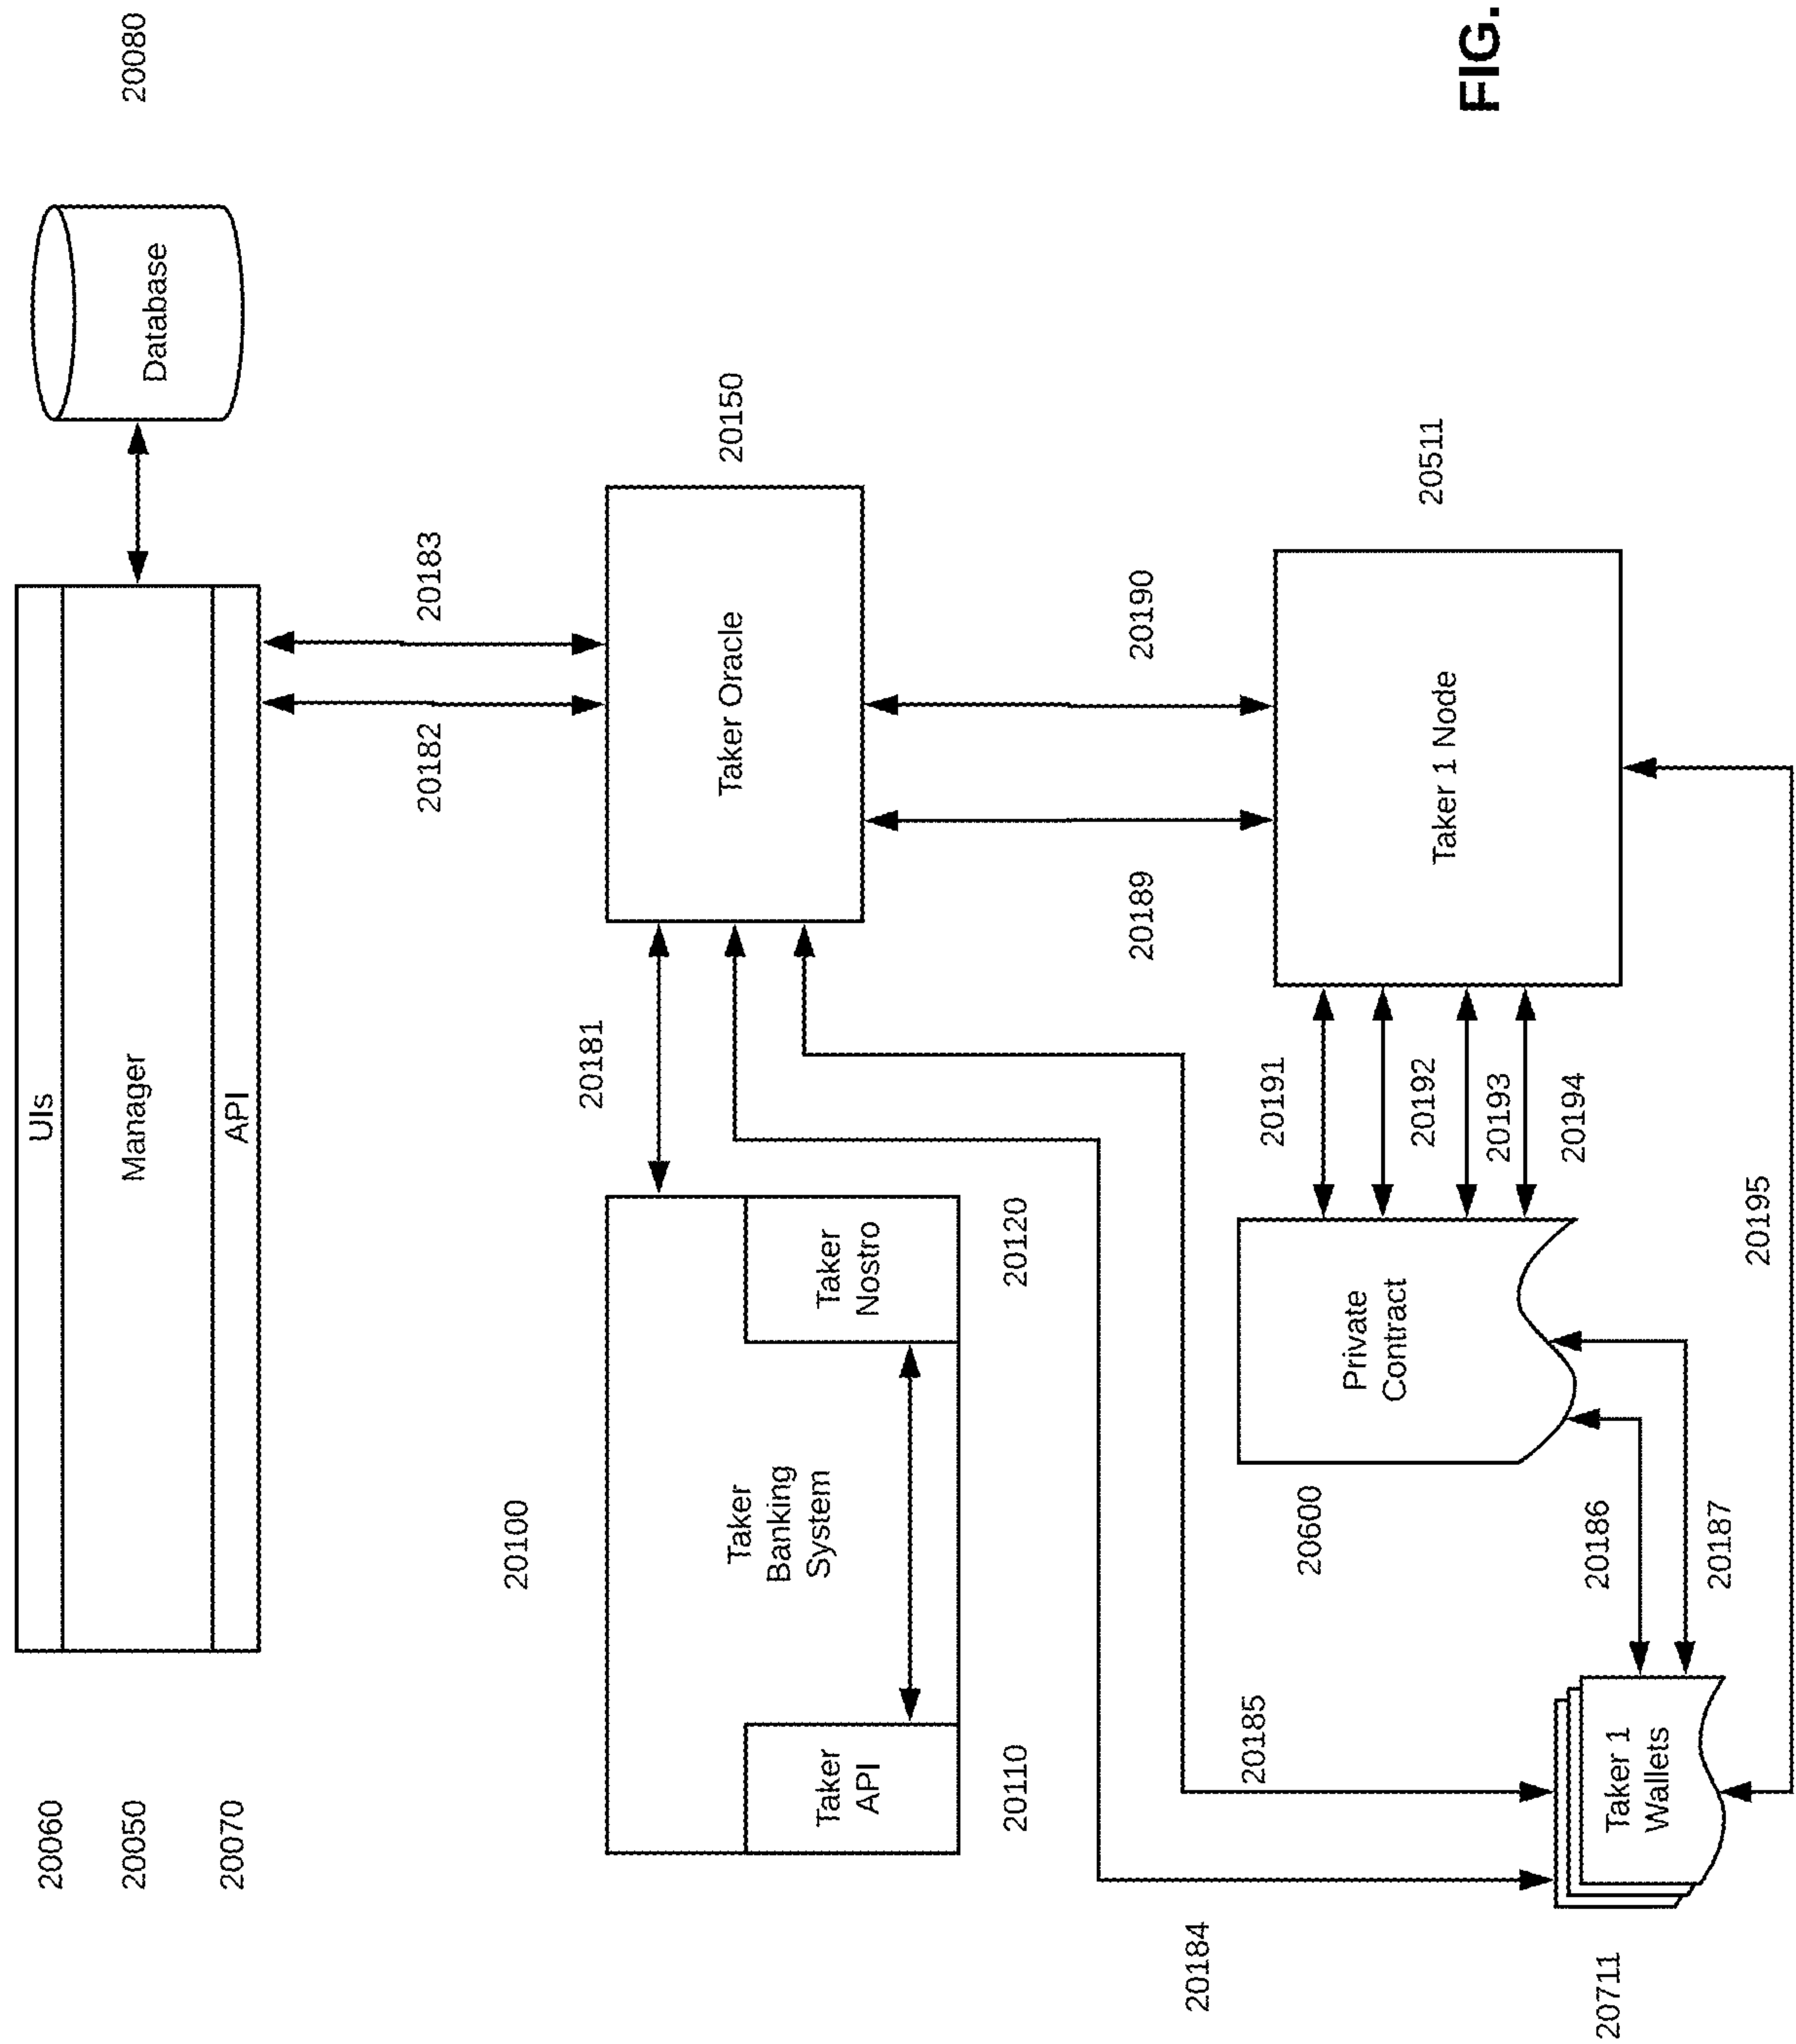 20060
UIs
20050
Manager
20070
API
Database
20080
20182
20183
20100
Taker
Banking
System
Taker
API
20110
Taker
Nostro
20120
20181
Taker Oracle
20150
20184
20185
20189
20190
20600
Private
Contract
20191
20192
20193
20194
Taker 1 Node
20511
20711
Taker 1
Wallets
20186
20187
20195
FIG.